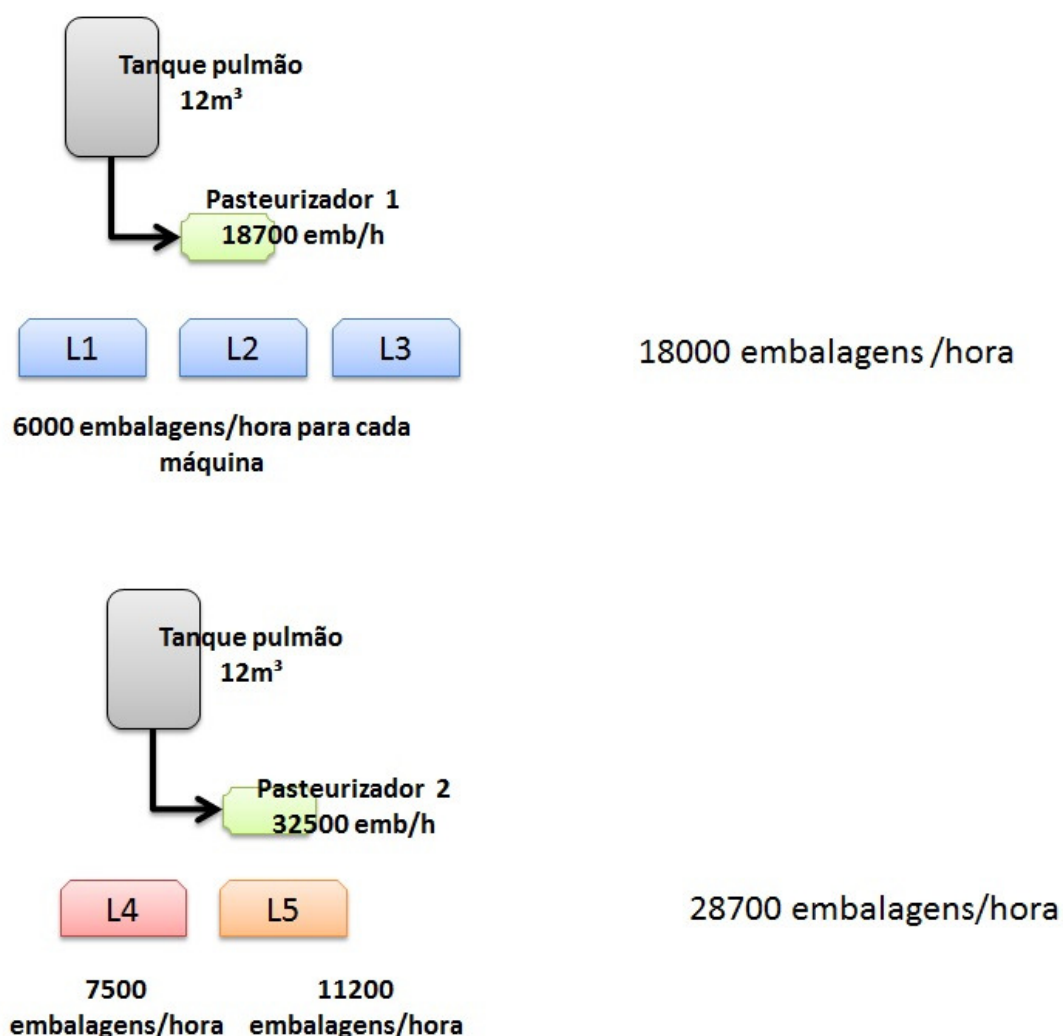 Tanque pulmão
12m³
Pasteurizador 1
18700 emb/h
L1 L2 L3
18000 embalagens /hora
6000 embalagens/hora para cada
máquina
Tanque pulmão
12m³
Pasteurizador 2
32500 emb/h
L4 L5
28700 embalagens/hora
7500
embalagens/hora
11200
embalagens/hora